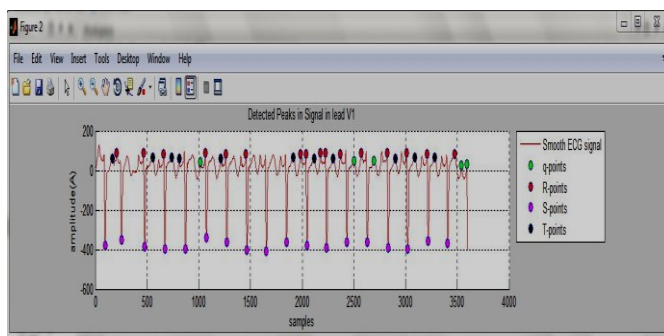 Figure 2
File Edit View Insert Tools Desktop Window Help
Detected Peaks in Signal in lead V1
200
0
-200
-400
-600
amplitude(A)
0 500 1000 1500 2000 2500 3000 3500 4000
samples
Smooth ECG signal
q-points
R-points
S-points
T-points